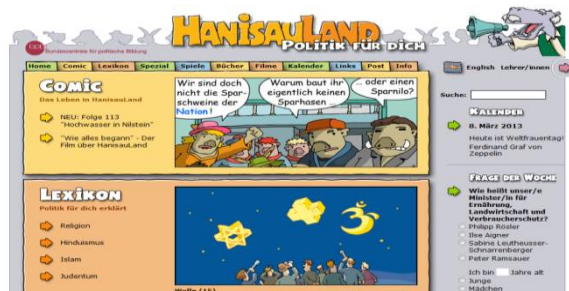 HANISAULAND
POLITIK FÜR DICH
Bundeszentrale für politische Bildung
Home Comic Lexikon Spezial Spiele Bücher Filme Kalender Links Post Info
English Lehrer/innen
COMIC
Das Leben in HanisauLand
NEU: Folge 113
"Hochwasser in Nilstein"
"Wie alles begann" - Der
Film über HanisauLand
Wir sind doch
nicht die Spar-
schweine der
Nation!
Warum baut ihr
eigentlich keinen
Sparhasen ...
... oder einen
Sparnilo?
Suche:
KALENDER
8. März 2013
Heute ist Weltfrauentag!
Ferdinand Graf von
Zeppelin
LEXIKON
Politik für dich erklärt
Religion
Hinduismus
Islam
Judentum
FRAGE DER WOCHE
Wie heißt unser/e
Minister/in für
Ernährung,
Landwirtschaft und
Verbraucherschutz?
Philipp Rösler
Ilse Aigner
Sabine Leutheusser-
Schnarrenberger
Peter Ramsauer
Ich bin Jahre alt
Junge
Mädchen